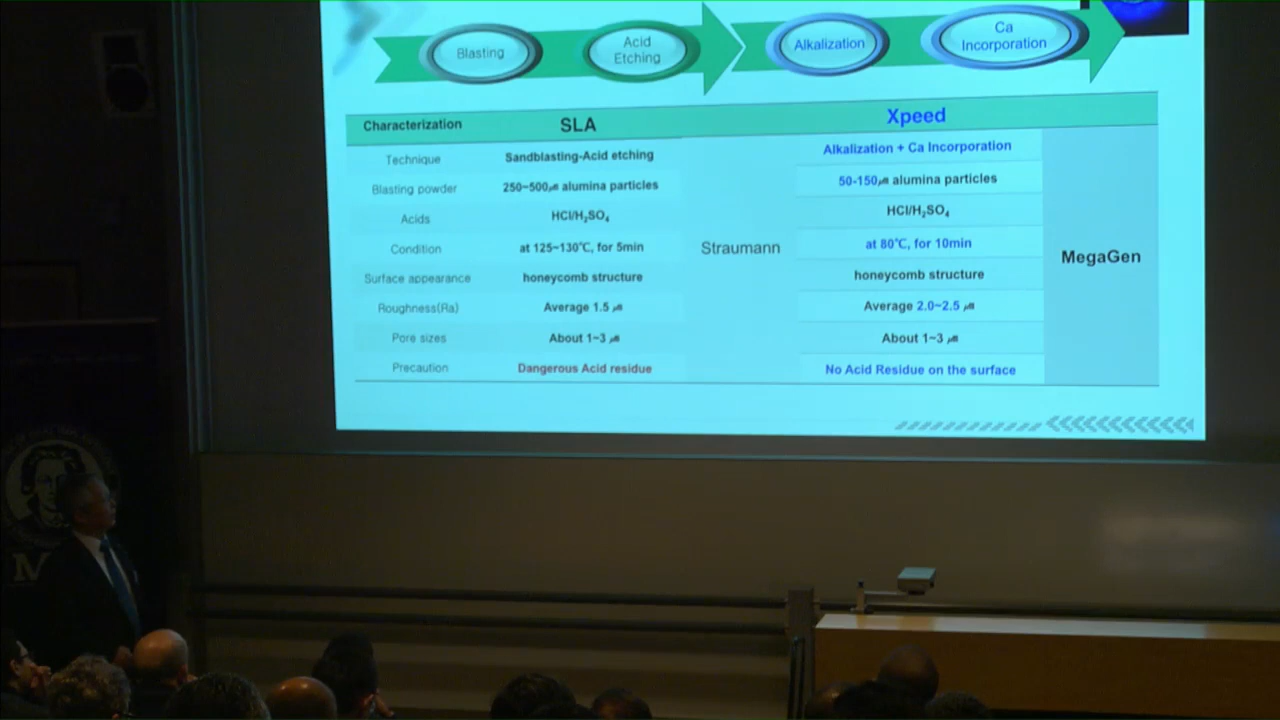 Blasting
Acid
Etching
Alkalization
Ca
Incorporation
Characterization SLA Xpeed
Technique Sandblasting-Acid etching Alkalization + Ca Incorporation
Blasting powder 250~500㎛ alumina particles 50-150㎛ alumina particles
Acids HCl/H₂SO₄ HCl/H₂SO₄
Condition at 125~130℃, for 5min at 80℃, for 10min
Straumann MegaGen
Surface appearance honeycomb structure honeycomb structure
Roughness(Ra) Average 1.5 ㎛ Average 2.0~2.5 ㎛
Pore sizes About 1~3 ㎛ About 1~3 ㎛
Precaution Dangerous Acid residue No Acid Residue on the surface